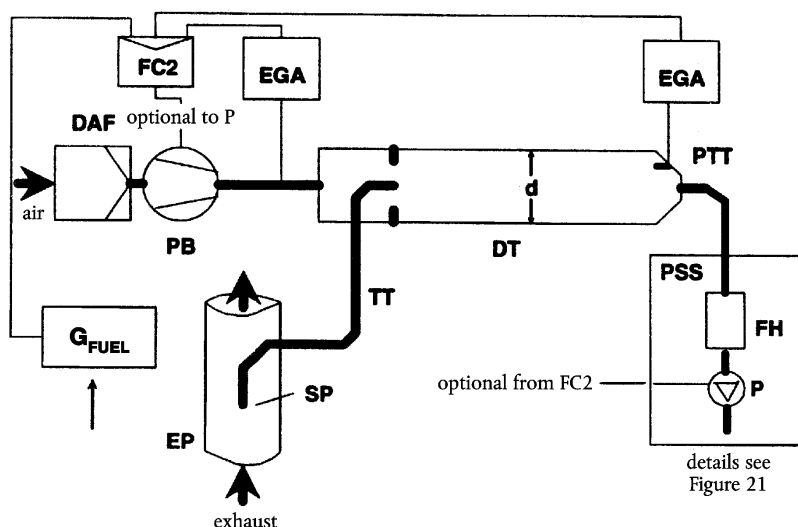 FC2
EGA
EGA
DAF
optional to P
air
PB
d
PTT
DT
TT
PSS
G FUEL
FH
SP
optional from FC2
P
EP
details see
Figure 21
exhaust